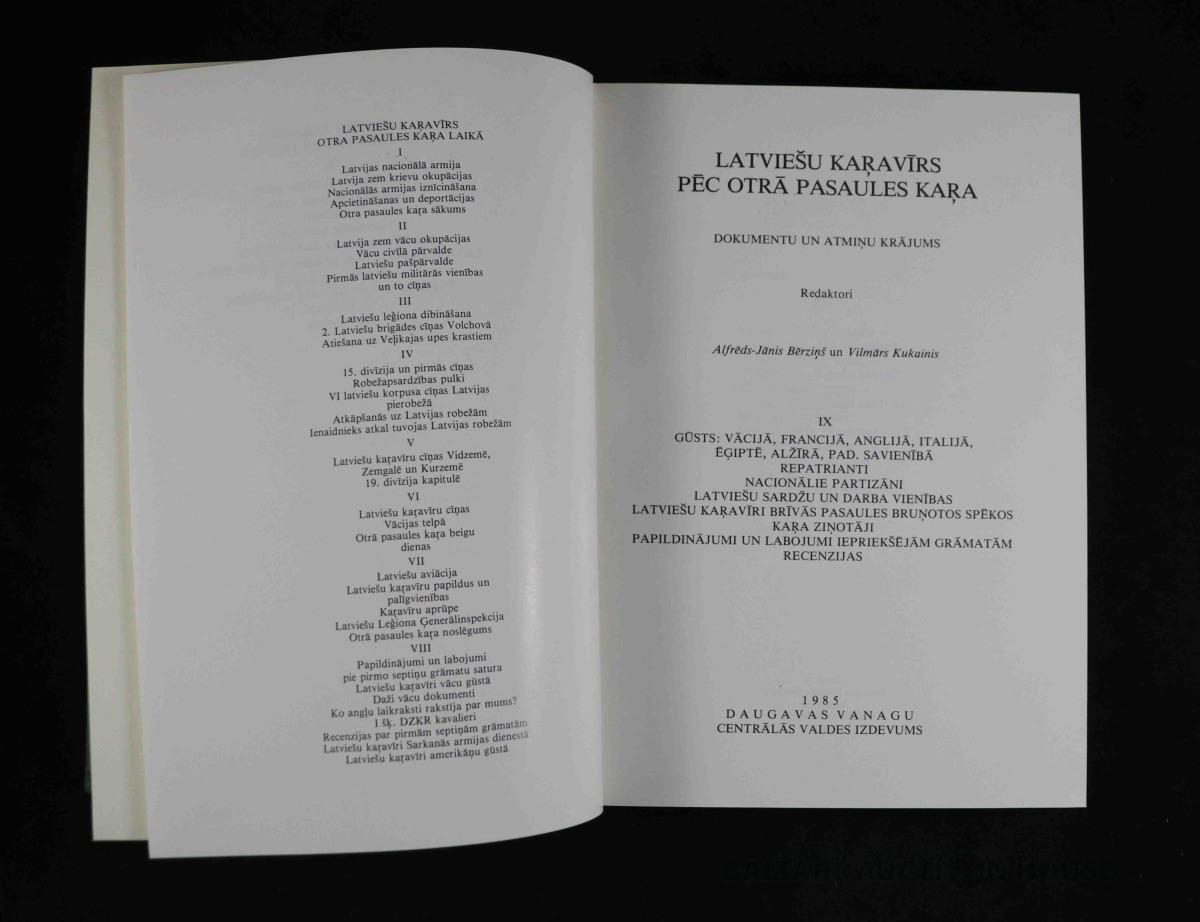 LATVIEŠU KAŖAVĪRS
OTRA PASAULES KAŖA LAIKĀ
I
Latvijas nacionālā armija
Latvija zem krievu okupācijas
Nacionālās armijas iznīcināšana
Apcietināšanas un deportācijas
Otra pasaules kaŗa sākums
II
Latvija zem vācu okupācijas
Vācu civīlā pārvalde
Latviešu pašpārvalde
Pirmās latviešu militārās vienības
un to cīņas
III
Latviešu leģiona dibināšana
2. Latviešu brigādes cīņas Volchovā
Atiešana uz Veļikajas upes krastiem
IV
15. divīzija un pirmās cīņas
Robežapsardzības pulki
VI latviešu korpusa cīņas Latvijas
pierobežā
Atkāpšanās uz Latvijas robežām
Ienaidnieks atkal tuvojas Latvijas robežām
V
Latviešu kaŗavīru cīņas Vidzemē,
Zemgalē un Kurzemē
19. divīzija kapitulē
VI
Latviešu kaŗavīru cīņas
Vācijas telpā
Otrā pasaules kaŗa beigu
dienas
VII
Latviešu aviācija
Latviešu kaŗavīru papildus un
palīgvienības
Kaŗavīru aprūpe
Latviešu Leģiona Ģenerālinspekcija
Otrā pasaules kaŗa noslēgums
VIII
Papildinājumi un labojumi
pie pirmo septiņu grāmatu satura
Latviešu kaŗavīri vācu gūstā
Daži vācu dokumenti
Ko angļu laikraksti rakstīja par mums?
I šķ. DZKR kavalieri
Recenzijas par pirmām septiņām grāmatām
Latviešu kaŗavīri Sarkanās armijas dienestā
Latviešu kaŗavīri amerikāņu gūstā
LATVIEŠU KAŖAVĪRS
PĒC OTRĀ PASAULES KAŖA
DOKUMENTU UN ATMIŅU KRĀJUMS
Redaktori
Alfrēds-Jānis Bērziņš un Vilmārs Kukainis
IX
GŪSTS: VĀCIJĀ, FRANCIJĀ, ANGLIJĀ, ITALIJĀ,
ĒĢIPTĒ, ALŽĪRĀ, PAD. SAVIENĪBĀ
REPATRIANTI
NACIONĀLIE PARTIZĀNI
LATVIEŠU SARDŽU UN DARBA VIENĪBAS
LATVIEŠU KAŖAVĪRI BRĪVĀS PASAULES BRUŅOTOS SPĒKOS
KAŖA ZIŅOTĀJI
PAPILDINĀJUMI UN LABOJUMI IEPRIEKŠĒJĀM GRĀMATĀM
RECENZIJAS
1985
DAUGAVAS VANAGU
CENTRĀLĀS VALDES IZDEVUMS